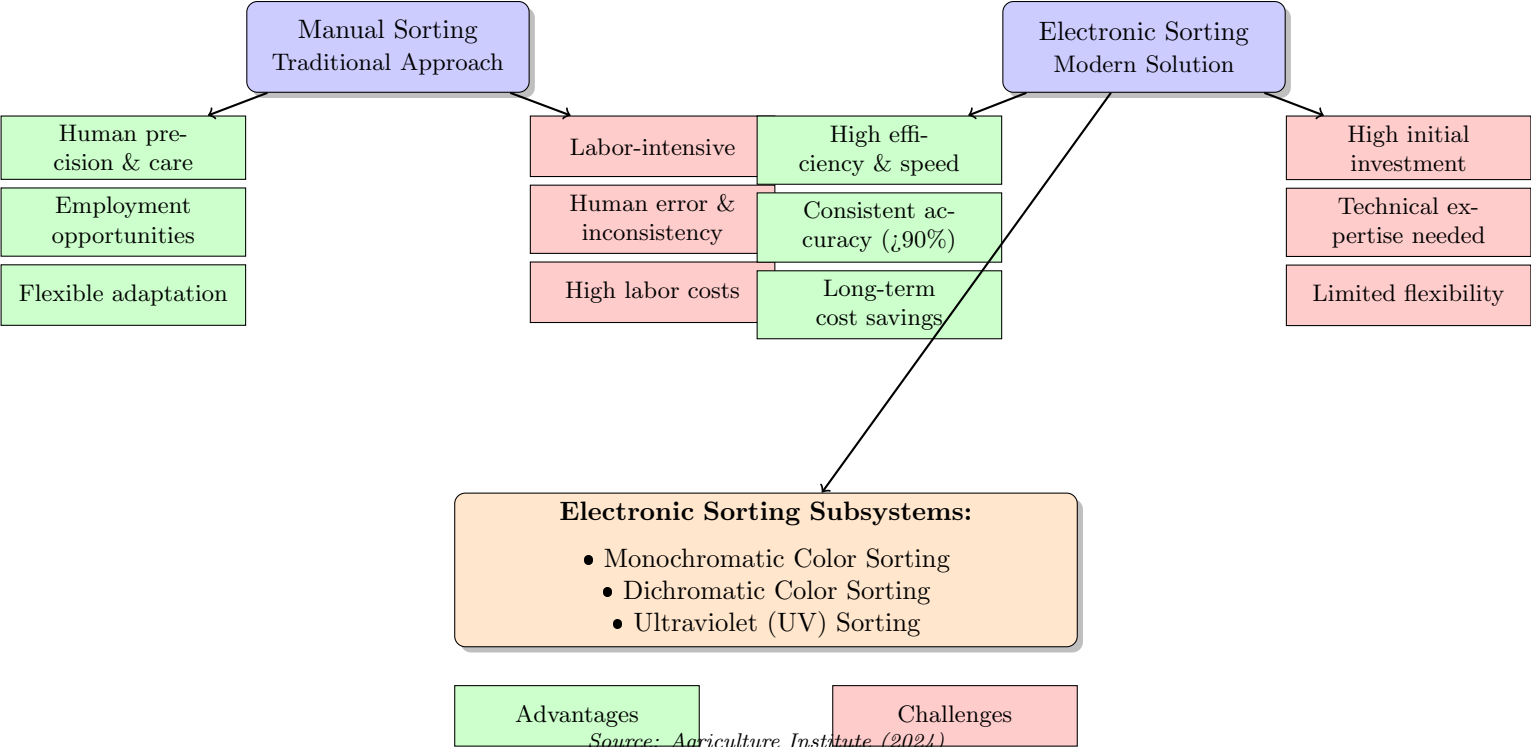 Manual Sorting
Traditional Approach
Electronic Sorting
Modern Solution
Human pre-
cision & care
Employment
opportunities
Flexible adaptation
Labor-intensive
Human error &
inconsistency
High labor costs
High effi-
ciency & speed
Consistent ac-
curacy (¿90%)
Long-term
cost savings
High initial
investment
Technical ex-
pertise needed
Limited flexibility
Electronic Sorting Subsystems:
• Monochromatic Color Sorting
• Dichromatic Color Sorting
• Ultraviolet (UV) Sorting
Advantages
Challenges
Source: Agriculture Institute (2024)